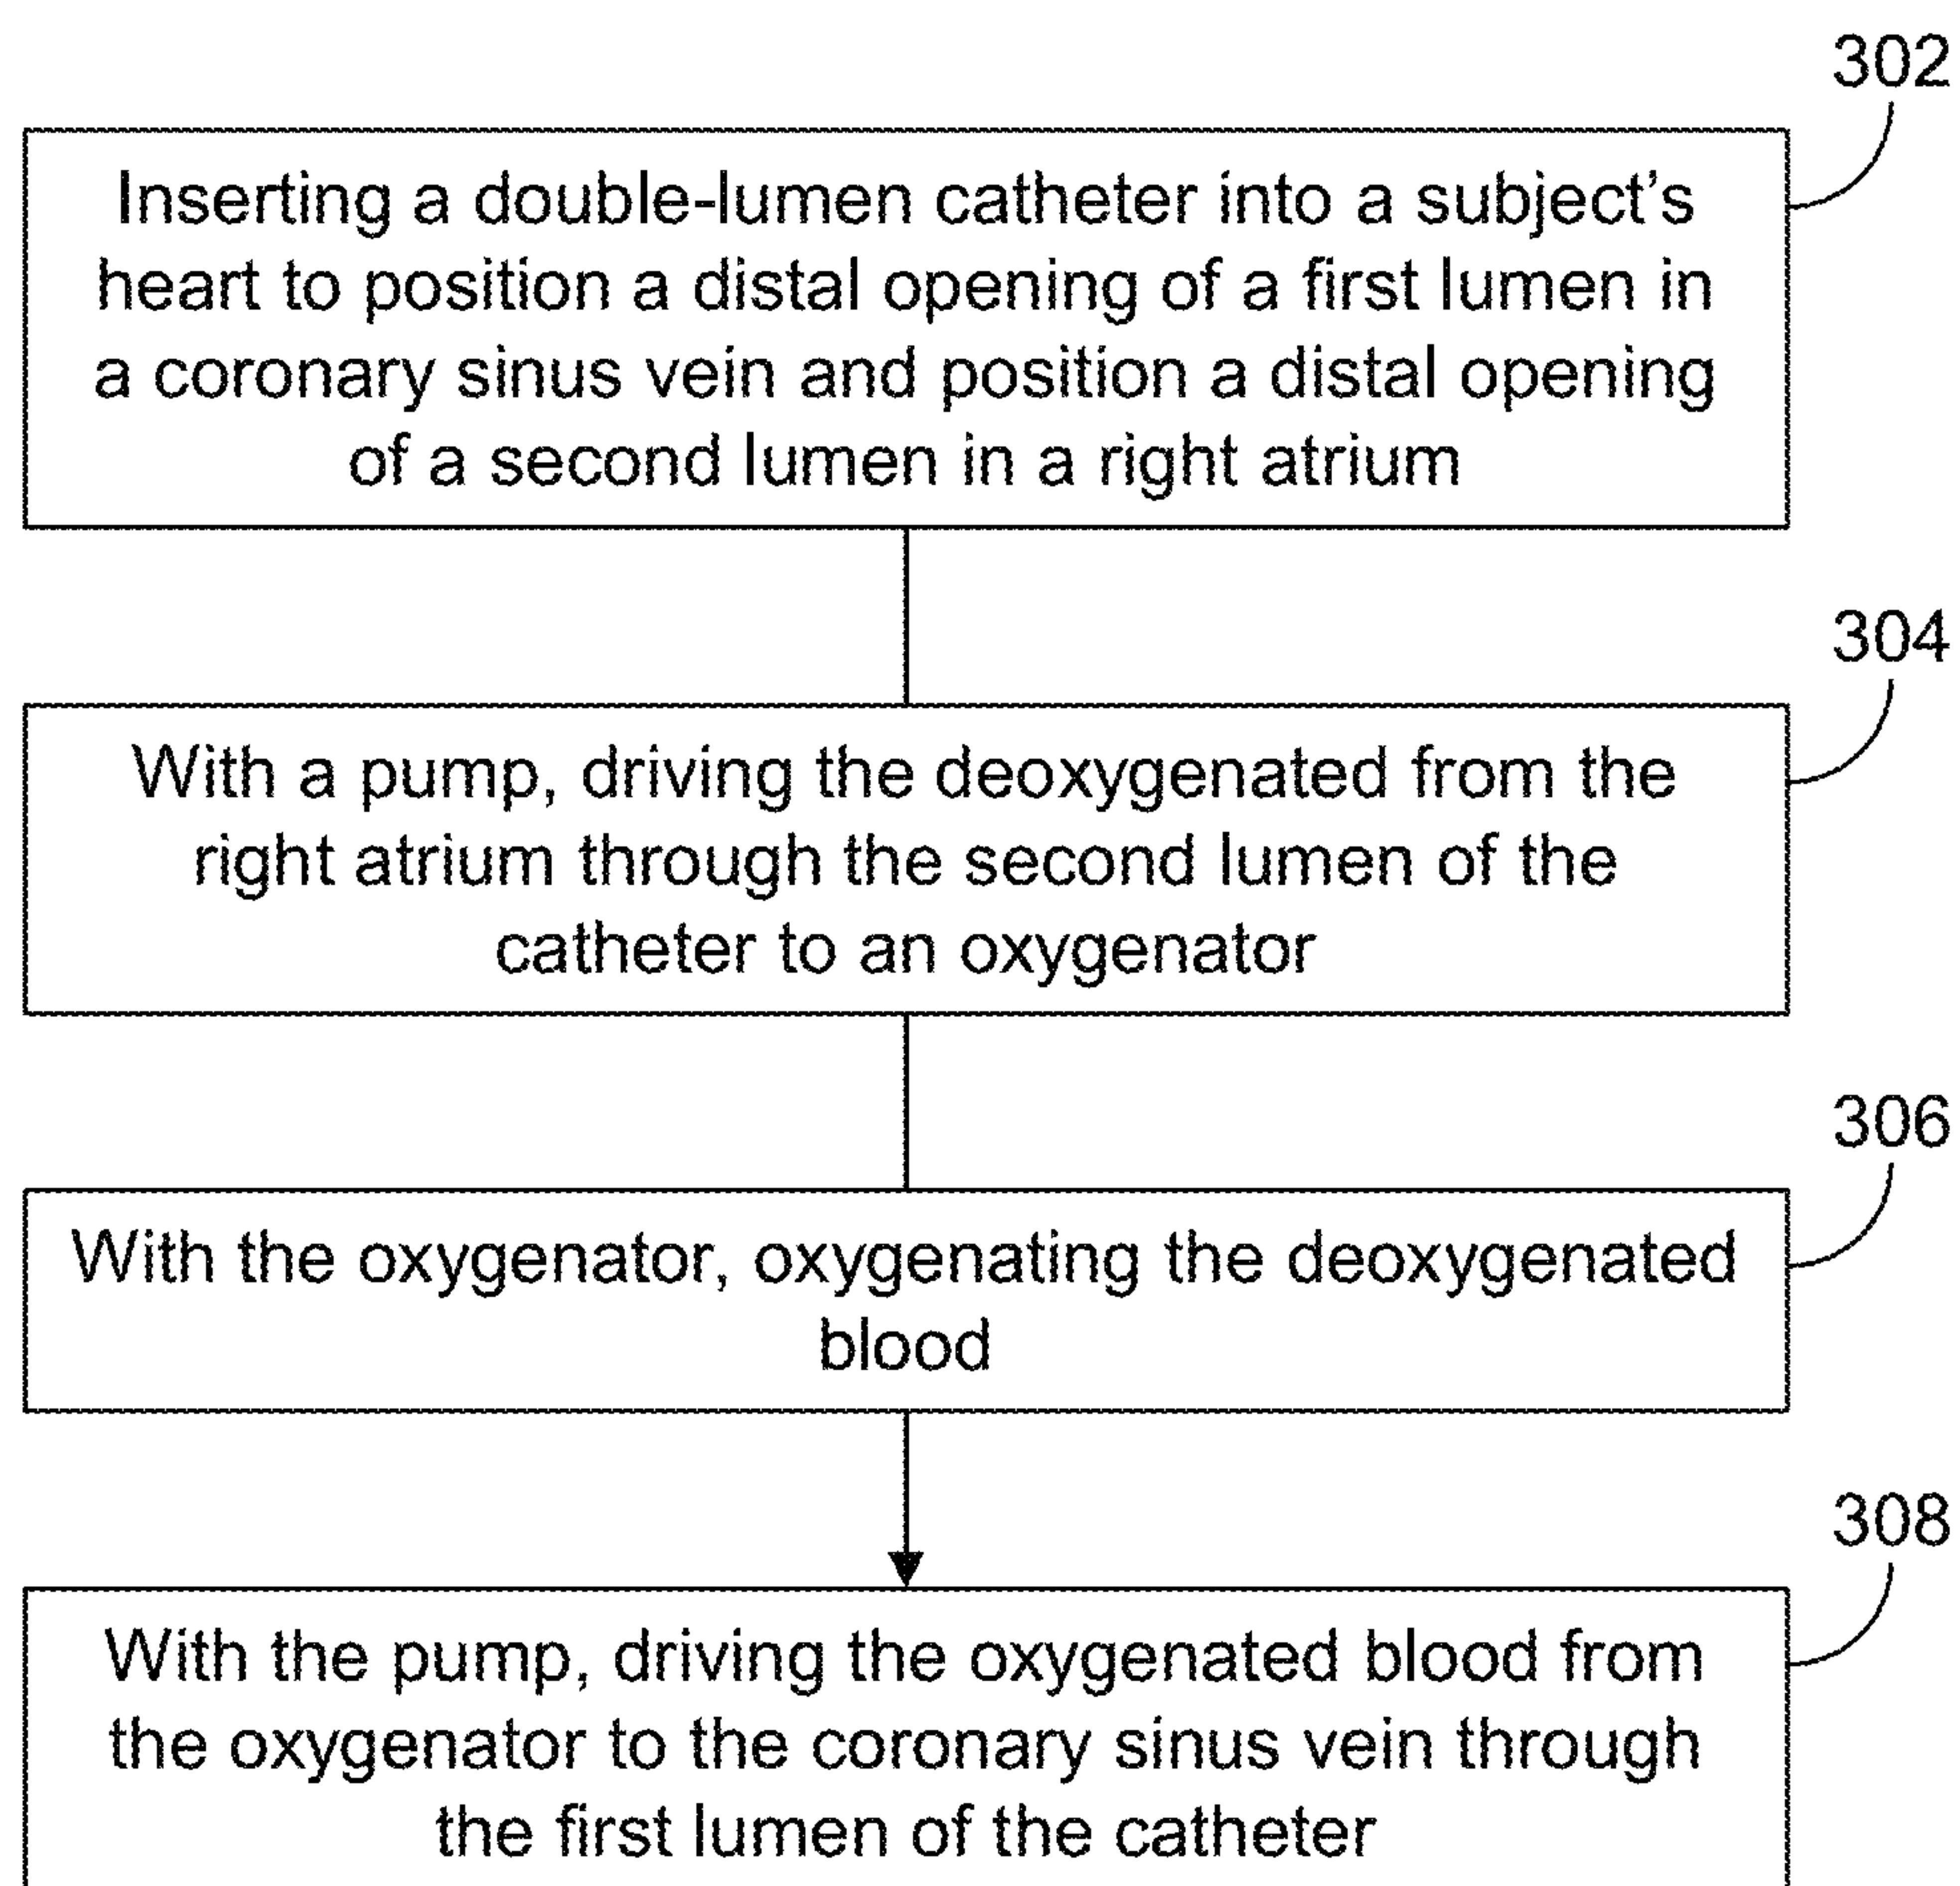 302
Inserting a double-lumen catheter into a subject's
heart to position a distal opening of a first lumen in
a coronary sinus vein and position a distal opening
of a second lumen in a right atrium
304
With a pump, driving the deoxygenated from the
right atrium through the second lumen of the
catheter to an oxygenator
306
With the oxygenator, oxygenating the deoxygenated
blood
308
With the pump, driving the oxygenated blood from
the oxygenator to the coronary sinus vein through
the first lumen of the catheter